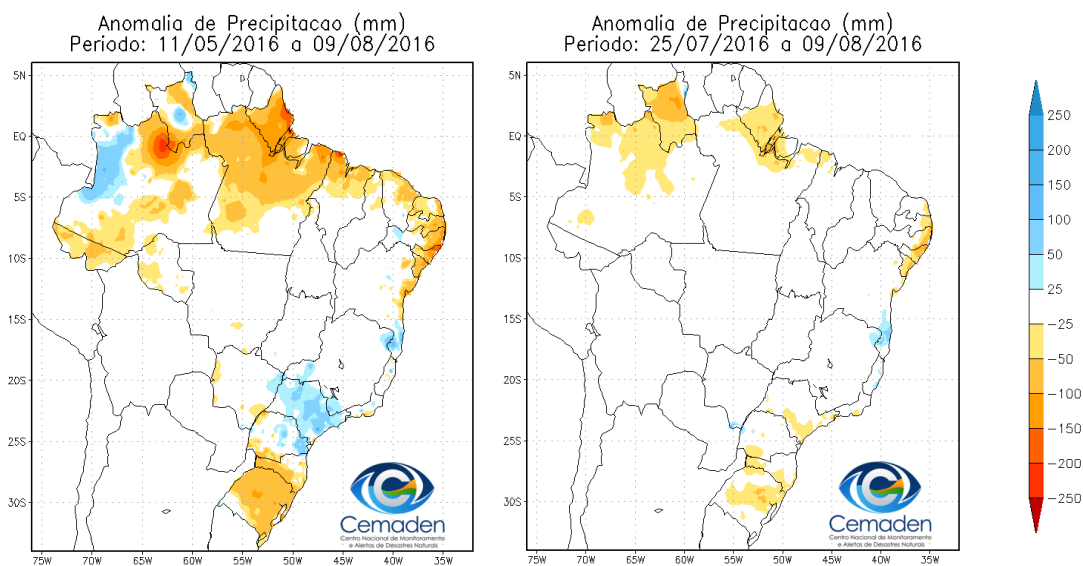 Anomalia de Precipitacao (mm)
Periodo: 11/05/2016 a 09/08/2016
5N
EQ
5S
10S
15S
20S
25S
30S
75W 70W 65W 60W 55W 50W 45W 40W 35W
Cemaden
Centro Nacional de Monitoramento
e Alertas de Desastres Naturais
Anomalia de Precipitacao (mm)
Periodo: 25/07/2016 a 09/08/2016
5N
EQ
5S
10S
15S
20S
25S
30S
75W 70W 65W 60W 55W 50W 45W 40W 35W
Cemaden
Centro Nacional de Monitoramento
e Alertas de Desastres Naturais
250
200
150
100
50
25
-25
-50
-100
-150
-200
-250